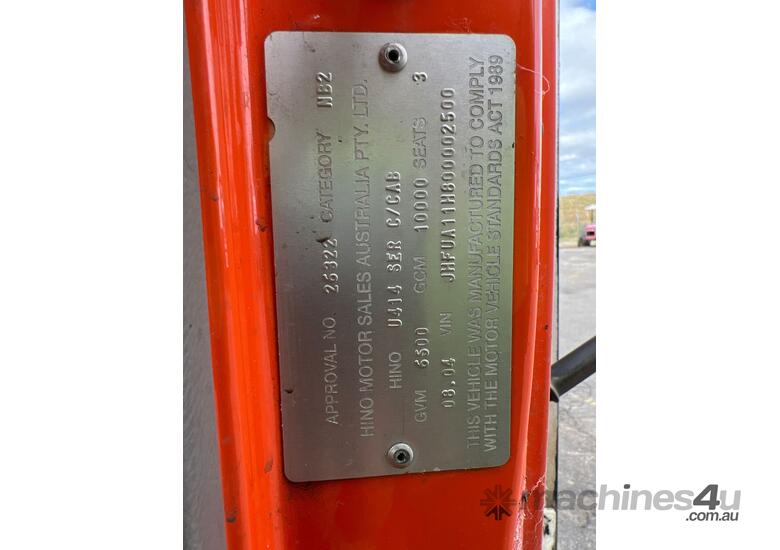 APPROVAL NO. 26322 CATEGORY NB2
HINO MOTOR SALES AUSTRALIA PTY. LTD.
HINO U414 SER C/CAB
GVM 6500 GCM 10000 SEATS 3
08.04 VIN JHFUA11H800002500
THIS VEHICLE WAS MANUFACTURED TO COMPLY
WITH THE MOTOR VEHICLE STANDARDS ACT 1989
machines4u
.com.au